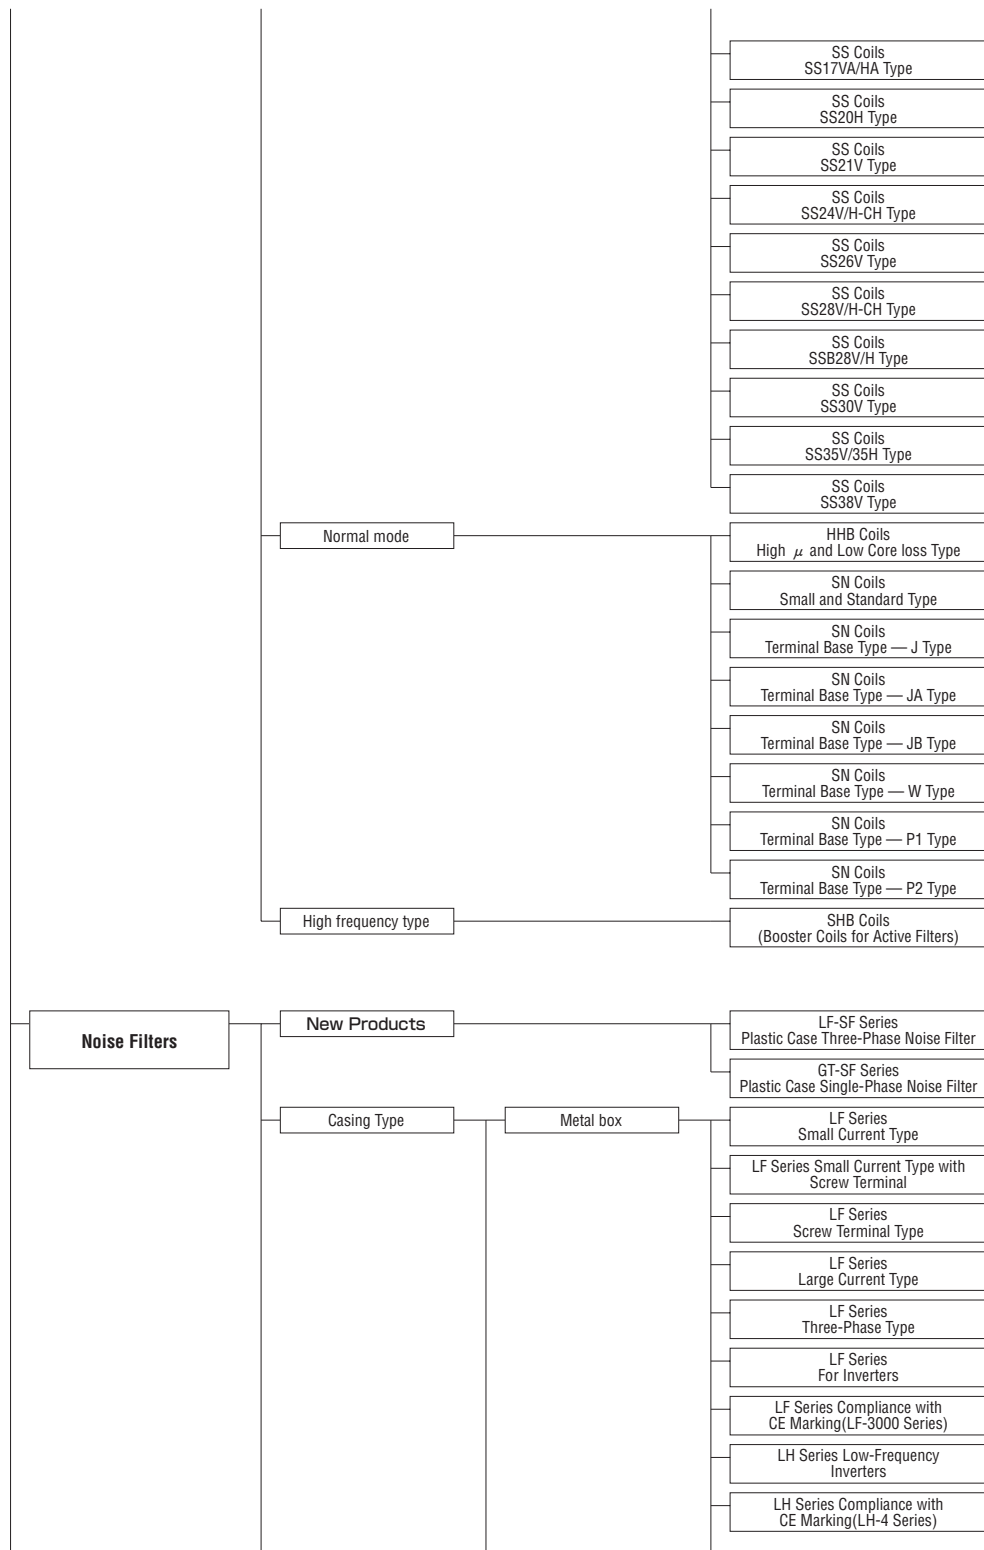 SS Coils
SS17VA/HA Type
SS Coils
SS20H Type
SS Coils
SS21V Type
SS Coils
SS24V/H-CH Type
SS Coils
SS26V Type
SS Coils
SS28V/H-CH Type
SS Coils
SSB28V/H Type
SS Coils
SS30V Type
SS Coils
SS35V/35H Type
SS Coils
SS38V Type
Normal mode
HHB Coils
High μ and Low Core loss Type
SN Coils
Small and Standard Type
SN Coils
Terminal Base Type — J Type
SN Coils
Terminal Base Type — JA Type
SN Coils
Terminal Base Type — JB Type
SN Coils
Terminal Base Type — W Type
SN Coils
Terminal Base Type — P1 Type
SN Coils
Terminal Base Type — P2 Type
High frequency type
SHB Coils
(Booster Coils for Active Filters)
Noise Filters
New Products
LF-SF Series
Plastic Case Three-Phase Noise Filter
GT-SF Series
Plastic Case Single-Phase Noise Filter
Casing Type
Metal box
LF Series
Small Current Type
LF Series Small Current Type with
Screw Terminal
LF Series
Screw Terminal Type
LF Series
Large Current Type
LF Series
Three-Phase Type
LF Series
For Inverters
LF Series Compliance with
CE Marking(LF-3000 Series)
LH Series Low-Frequency
Inverters
LH Series Compliance with
CE Marking(LH-4 Series)